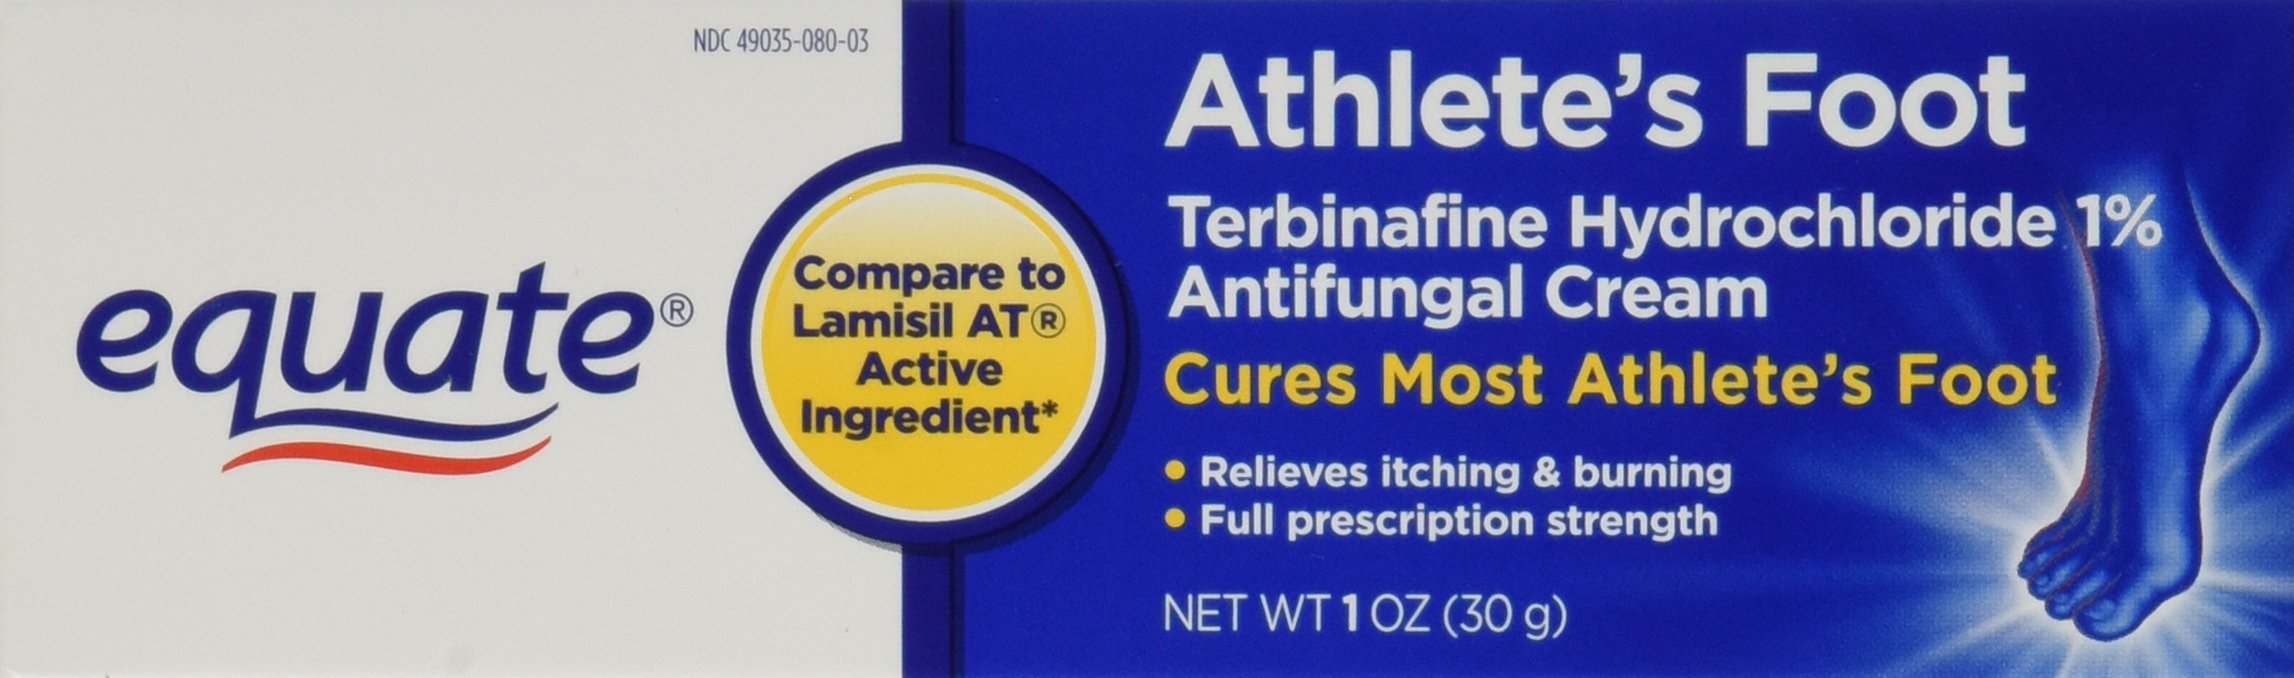 NDC 49035-080-03
equate®
Compare to
Lamisil AT®
Active
Ingredient*
Athlete's Foot
Terbinafine Hydrochloride 1%
Antifungal Cream
Cures Most Athlete's Foot
• Relieves itching & burning
• Full prescription strength
NET WT 1 OZ (30 g)